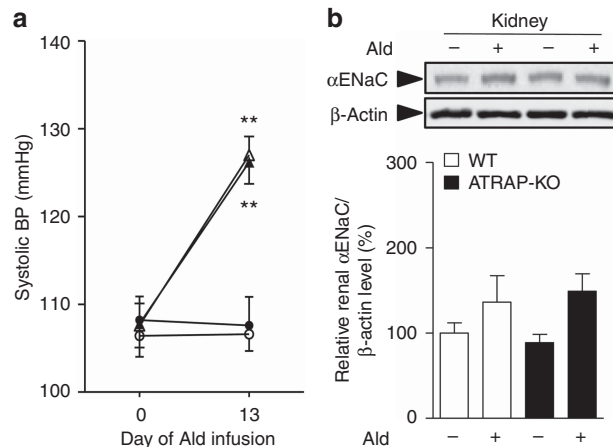 a
140
130
120
110
100
Systolic BP (mmHg)
**
**
0
13
Day of Ald infusion
b
Kidney
Ald
–
+
–
+
αENaC
β-Actin
300
200
150
100
0
Relative renal αENaC/
β-actin level (%)
WT
ATRAP-KO
Ald
–
+
–
+